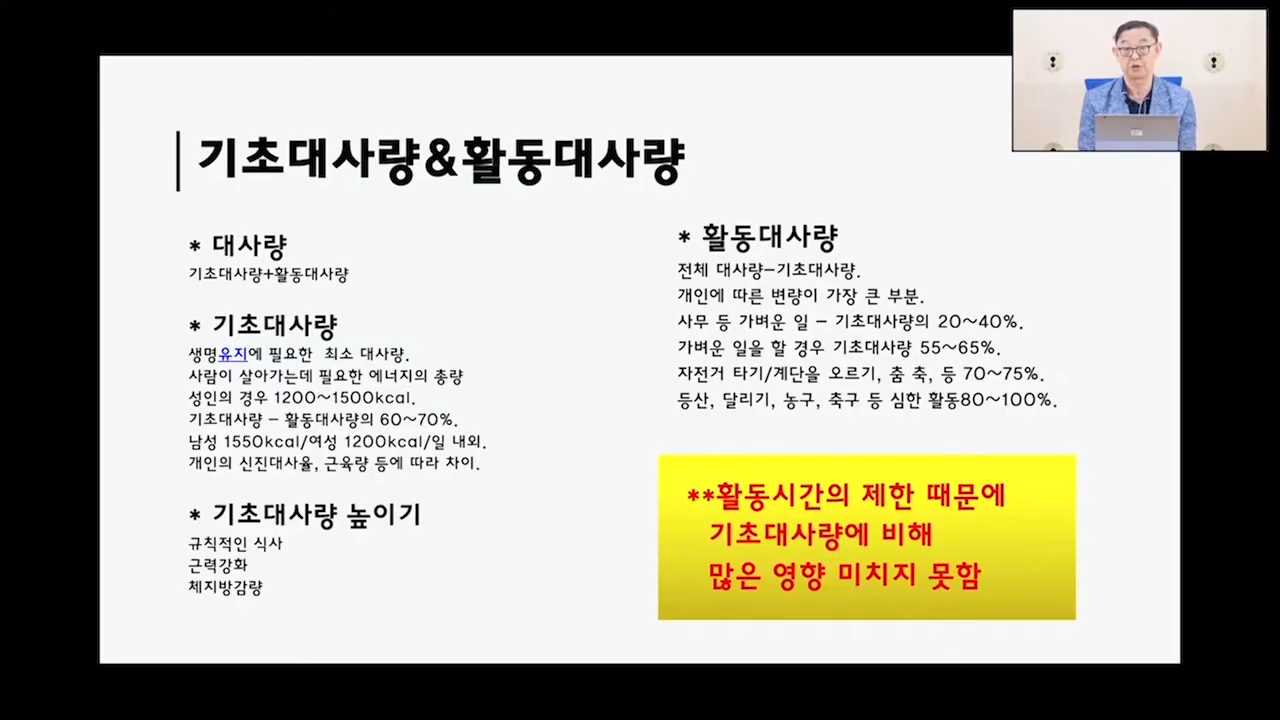 기초대사량&활동대사량
* 대사량
기초대사량+활동대사량
* 기초대사량
생명유지에 필요한 최소 대사량.
사람이 살아가는데 필요한 에너지의 총량
성인의 경우 1200~1500kcal.
기초대사량 – 활동대사량의 60~70%.
남성 1550kcal/여성 1200kcal/일 내외.
개인의 신진대사율, 근육량 등에 따라 차이.
* 기초대사량 높이기
규칙적인 식사
근력강화
체지방감량
* 활동대사량
전체 대사량–기초대사량.
개인에 따른 변량이 가장 큰 부분.
사무 등 가벼운 일 – 기초대사량의 20~40%.
가벼운 일을 할 경우 기초대사량 55~65%.
자전거 타기/계단을 오르기, 춤 축, 등 70~75%.
등산, 달리기, 농구, 축구 등 심한 활동80~100%.
**활동시간의 제한 때문에
기초대사량에 비해
많은 영향 미치지 못함